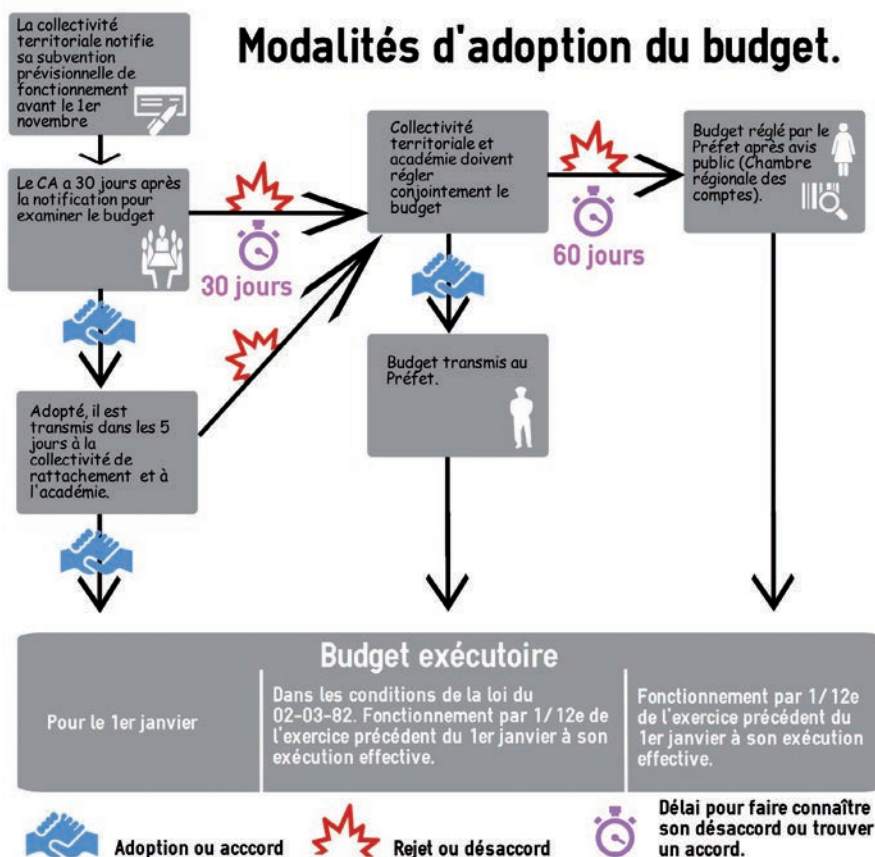 Modalités d'adoption du budget.
La collectivité
territoriale notifie
sa subvention
prévisionnelle de
fonctionnement
avant le 1er
novembre
Le CA a 30 jours après
la notification pour
examiner le budget
30 jours
Collectivité
territoriale et
académie doivent
régler
conjointement le
budget
60 jours
Budget réglé par le
Préfet après avis
public (Chambre
régionale des
comptes).
Adopté, il est
transmis dans les 5
jours à la
collectivité de
rattachement et à
l'académie.
Budget transmis au
Préfet.
Budget exécutoire
Pour le 1er janvier
Dans les conditions de la loi du
02-03-82. Fonctionnement par 1/12e de
l'exercice précédent du 1er janvier à son
exécution effective.
Fonctionnement par 1/12e
de l'exercice précédent du
1er janvier à son exécution
effective.
Adoption ou acccord
Rejet ou désaccord
Délai pour faire connaître
son désaccord ou trouver
un accord.